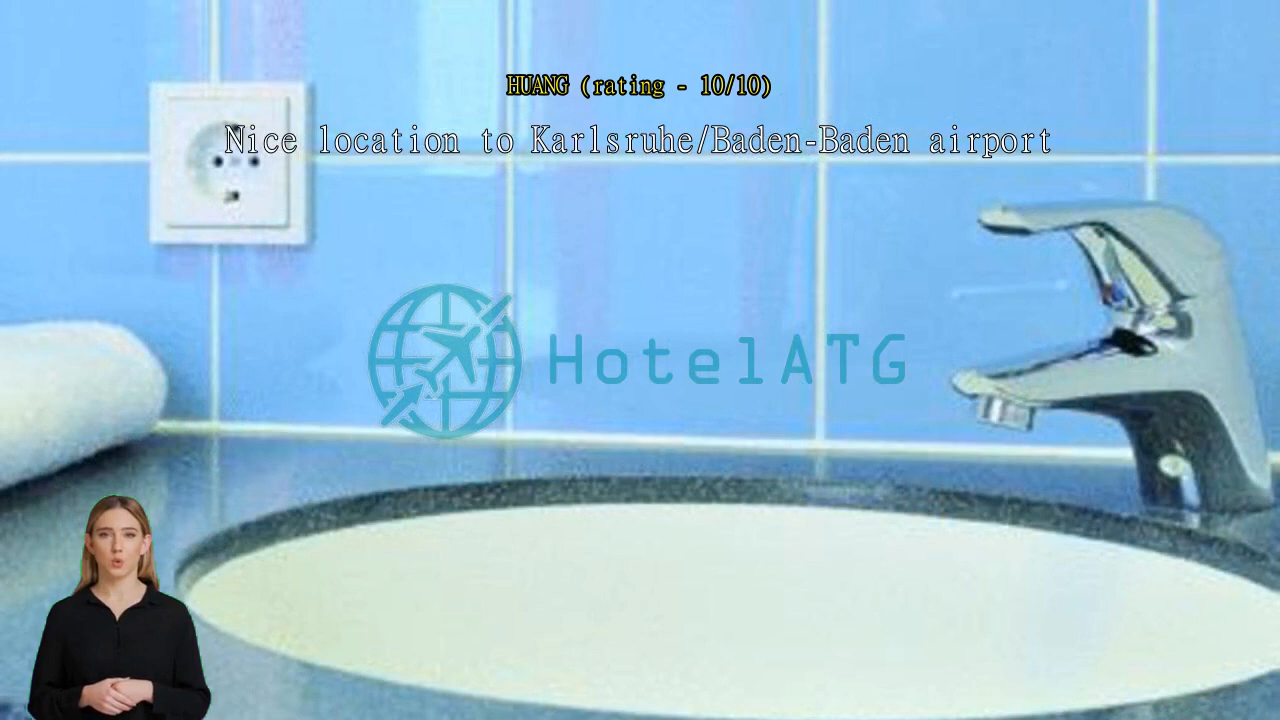 HUANG (rating - 10/10)
Nice location to Karlsruhe/Baden-Baden airport
HotelATG